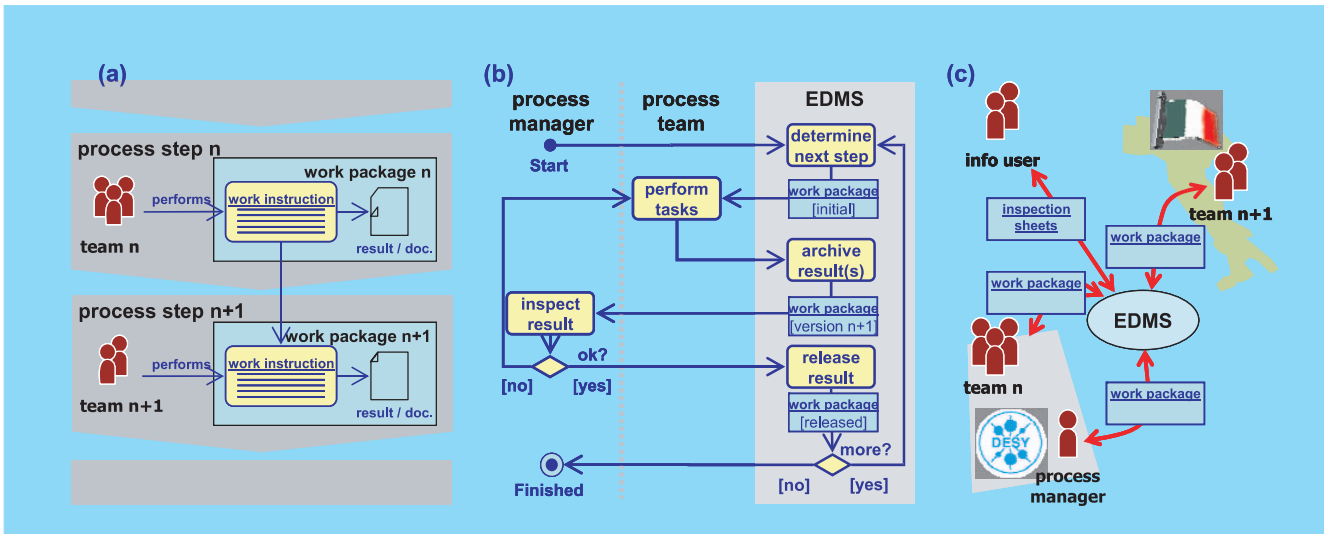 (a)
process step n
work package n
work instruction
performs
team n
result / doc.
process step n+1
work package n+1
work instruction
performs
team n+1
result / doc.
(b)
process
manager
process
team
EDMS
Start
determine
next step
work package
[initial]
perform
tasks
archive
result(s)
work package
[version n+1]
inspect
result
ok?
[no]
[yes]
release
result
work package
[released]
more?
[no]
[yes]
Finished
(c)
info user
team n+1
inspection
sheets
work package
work package
EDMS
team n
work package
DESY
process
manager